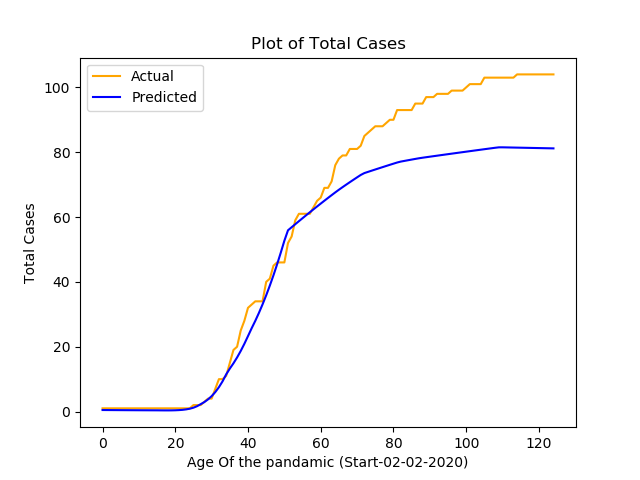 Plot of Total Cases
Actual
Predicted
100
80
60
40
20
0
Total Cases
0 20 40 60 80 100 120
Age Of the pandamic (Start-02-02-2020)